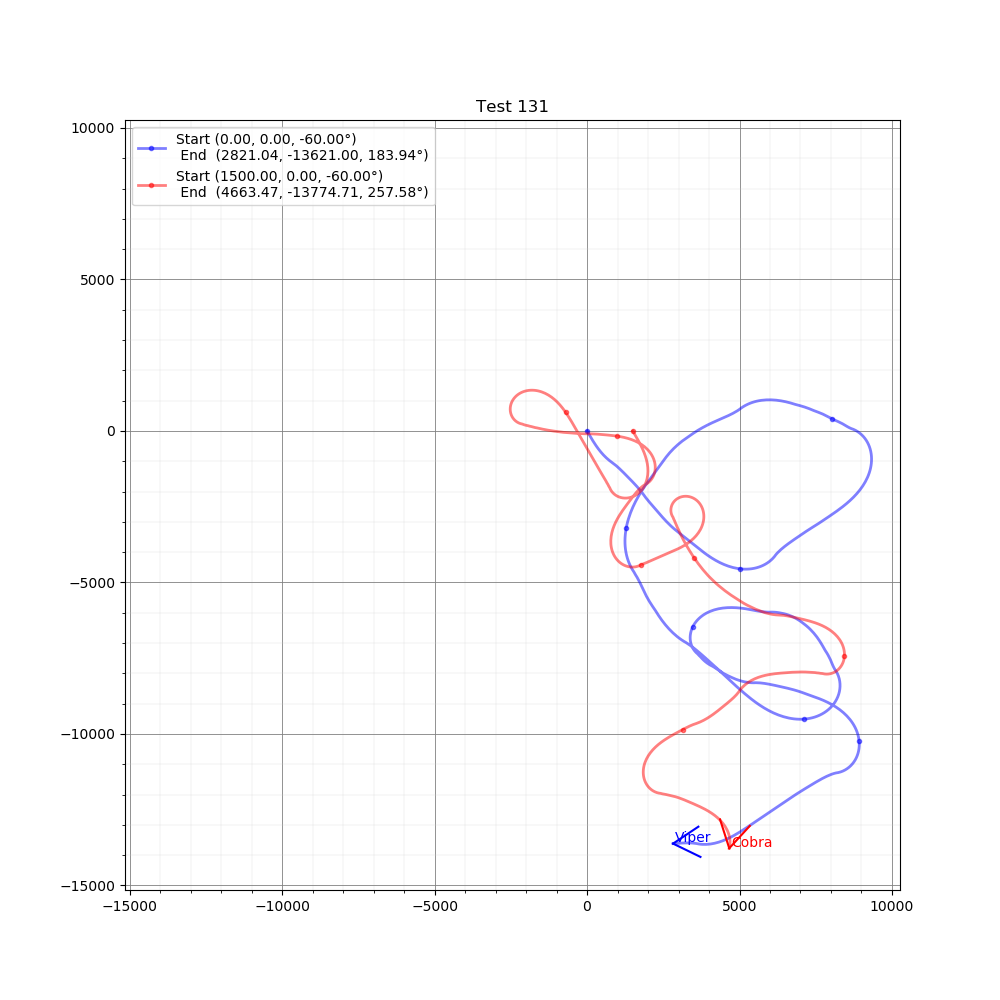 Test 131
Start (0.00, 0.00, -60.00°)
End (2821.04, -13621.00, 183.94°)
Start (1500.00, 0.00, -60.00°)
End (4663.47, -13774.71, 257.58°)
10000
5000
0
−5000
−10000
−15000
Viper
Cobra
−15000
−10000
−5000
0
5000
10000